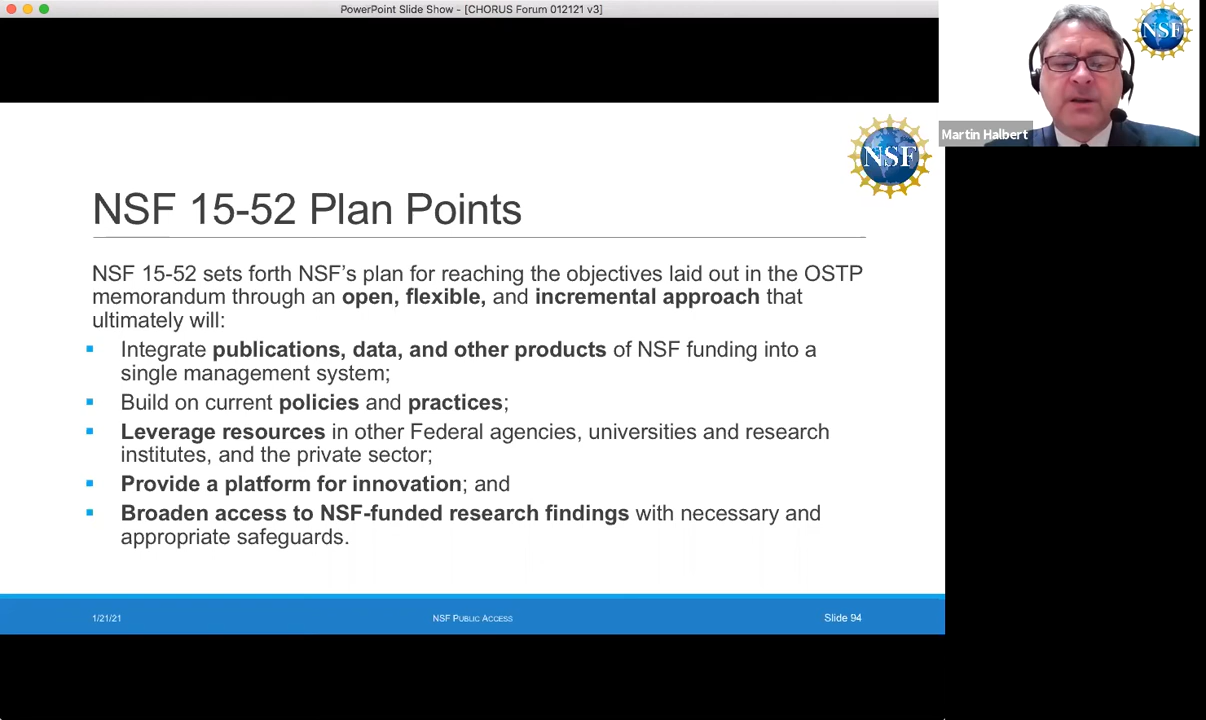 PowerPoint Slide Show - [CHORUS Forum 012121 v3]
NSF
Martin Halbert
NSF
NSF 15-52 Plan Points
NSF 15-52 sets forth NSF’s plan for reaching the objectives laid out in the OSTP
memorandum through an open, flexible, and incremental approach that
ultimately will:
▪ Integrate publications, data, and other products of NSF funding into a
single management system;
▪ Build on current policies and practices;
▪ Leverage resources in other Federal agencies, universities and research
institutes, and the private sector;
▪ Provide a platform for innovation; and
▪ Broaden access to NSF-funded research findings with necessary and
appropriate safeguards.
1/21/21
NSF PUBLIC ACCESS
Slide 94